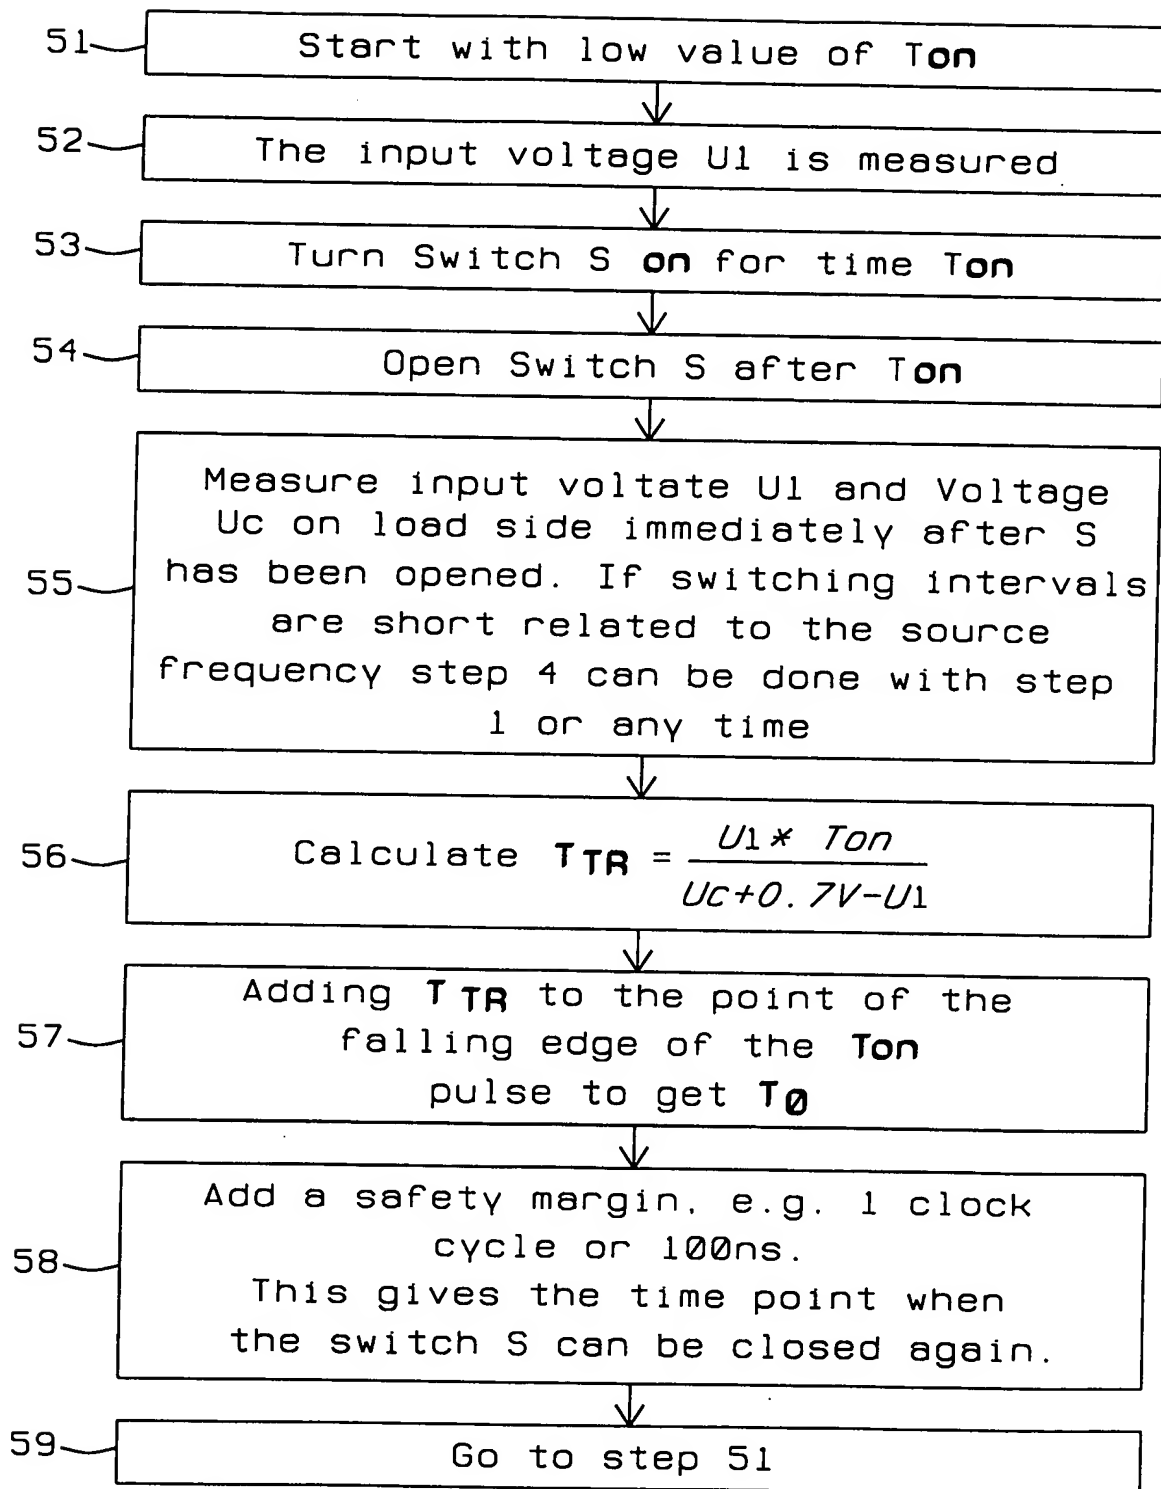 51 Start with low value of Ton
52 The input voltage U1 is measured
53 Turn Switch S on for time Ton
54 Open Switch S after Ton
Measure input voltate U1 and Voltage
Uc on load side immediately after S
has been opened. If switching intervals
55 are short related to the source
frequency step 4 can be done with step
1 or any time
56 Calculate TTR = U1* Ton / Uc+0.7V-U1
Adding TTR to the point of the
57 falling edge of the Ton
pulse to get T0
Add a safety margin, e.g. 1 clock
58 cycle or 100ns.
This gives the time point when
the switch S can be closed again.
59 Go to step 51